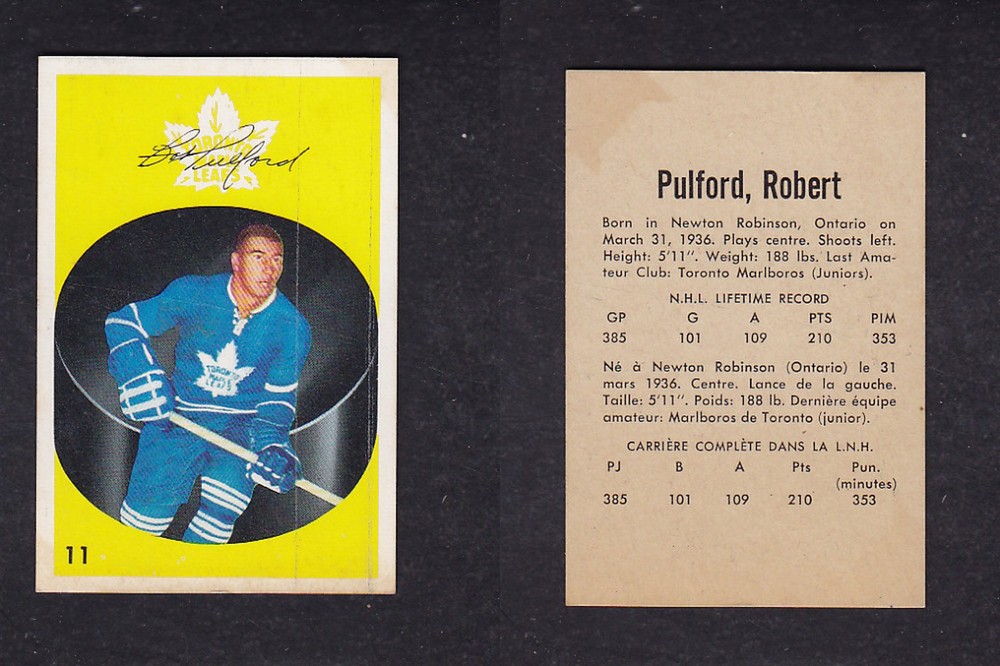 TORONTO
MAPLE
LEAFS
Bob Pulford
TORONTO
MAPLE
LEAFS
11
Pulford, Robert
Born in Newton Robinson, Ontario on
March 31, 1936. Plays centre. Shoots left.
Height: 5'11". Weight: 188 lbs. Last Ama-
teur Club: Toronto Marlboros (Juniors).
N.H.L. LIFETIME RECORD
GP G A PTS PIM
385 101 109 210 353
Né à Newton Robinson (Ontario) le 31
mars 1936. Centre. Lance de la gauche.
Taille: 5'11". Poids: 188 lb. Dernière équipe
amateur: Marlboros de Toronto (junior).
CARRIÈRE COMPLÈTE DANS LA L.N.H.
PJ B A Pts Pun.
(minutes)
385 101 109 210 353